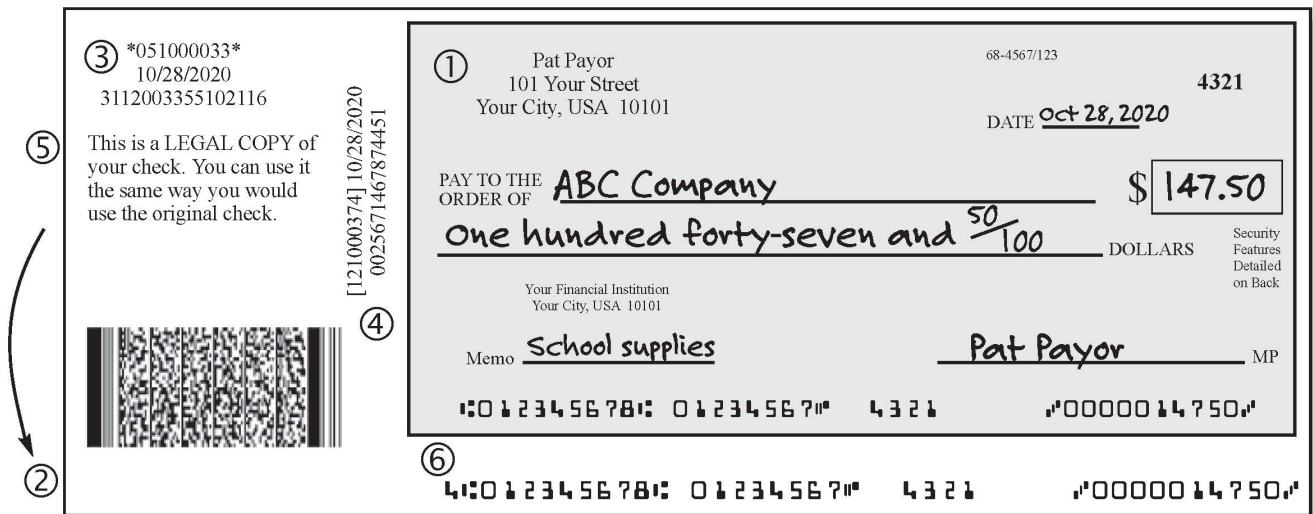 ③ *051000033*
10/28/2020
3112003355102116
⑤ This is a LEGAL COPY of
your check. You can use it
the same way you would
use the original check.
②
[121000374] 10/28/2020
002567146787​4451
④
① Pat Payor
101 Your Street
Your City, USA 10101
68-4567/123
4321
DATE Oct 28, 2020
PAY TO THE
ORDER OF ABC Company $ 147.50
One hundred forty-seven and 50/100 DOLLARS
Security
Features
Detailed
on Back
Your Financial Institution
Your City, USA 10101
Memo School supplies Pat Payor MP
⑆012345678⑆ 01234567⑈ 4321 ⑇0000014750⑇
⑥
4⑆012345678⑆ 01234567⑈ 4321 ⑇0000014750⑇